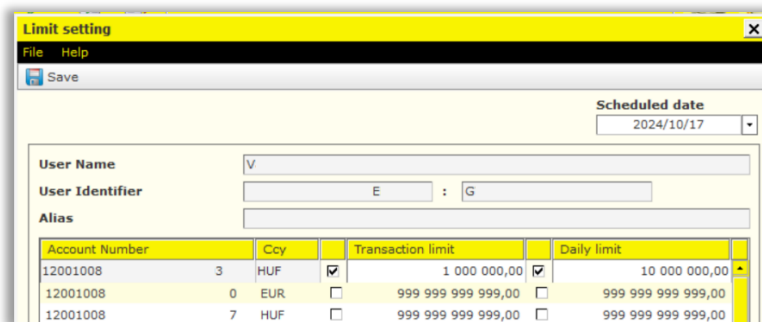 Limit setting
File Help
Save
Scheduled date
2024/10/17
User Name V
User Identifier E : G
Alias
Account Number Ccy Transaction limit Daily limit
12001008 3 HUF 1 000 000,00 10 000 000,00
12001008 0 EUR 999 999 999 999,00 999 999 999 999,00
12001008 7 HUF 999 999 999 999,00 999 999 999 999,00